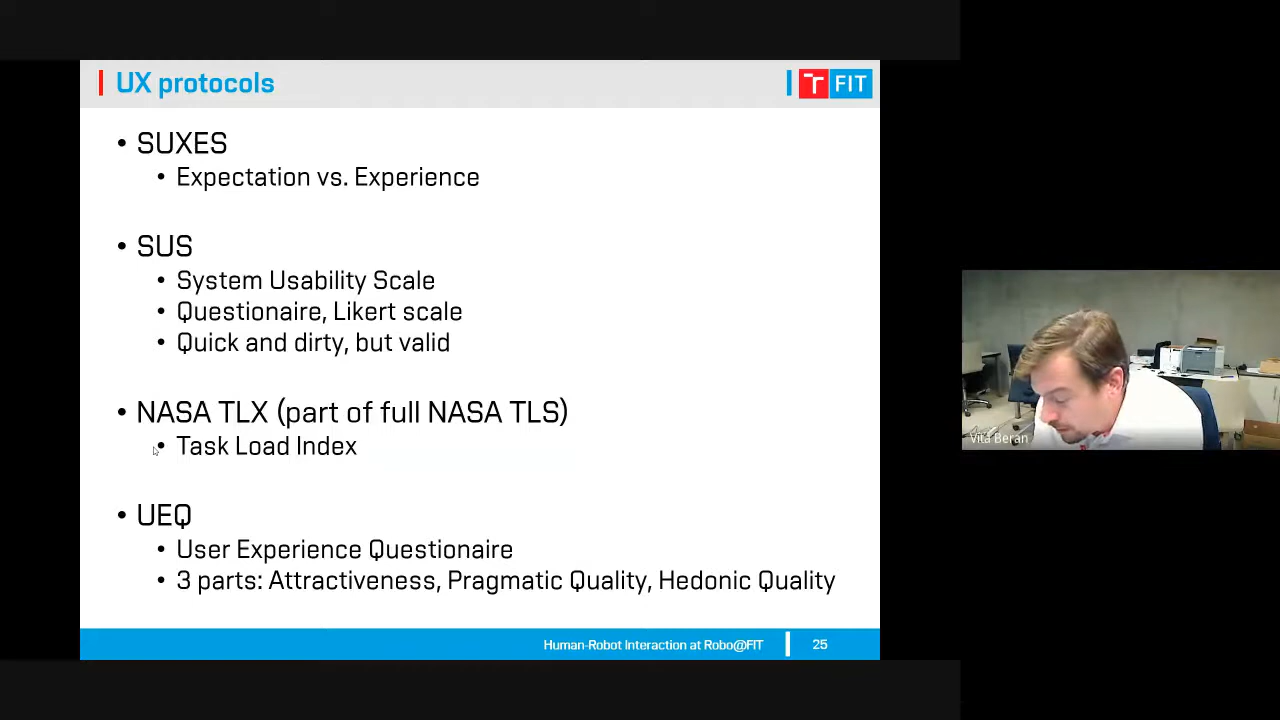 UX protocols
T FIT
• SUXES
• Expectation vs. Experience
• SUS
• System Usability Scale
• Questionaire, Likert scale
• Quick and dirty, but valid
• NASA TLX (part of full NASA TLS)
• Task Load Index
• UEQ
• User Experience Questionaire
• 3 parts: Attractiveness, Pragmatic Quality, Hedonic Quality
Human-Robot Interaction at Robo@FIT 25
Vita Beran